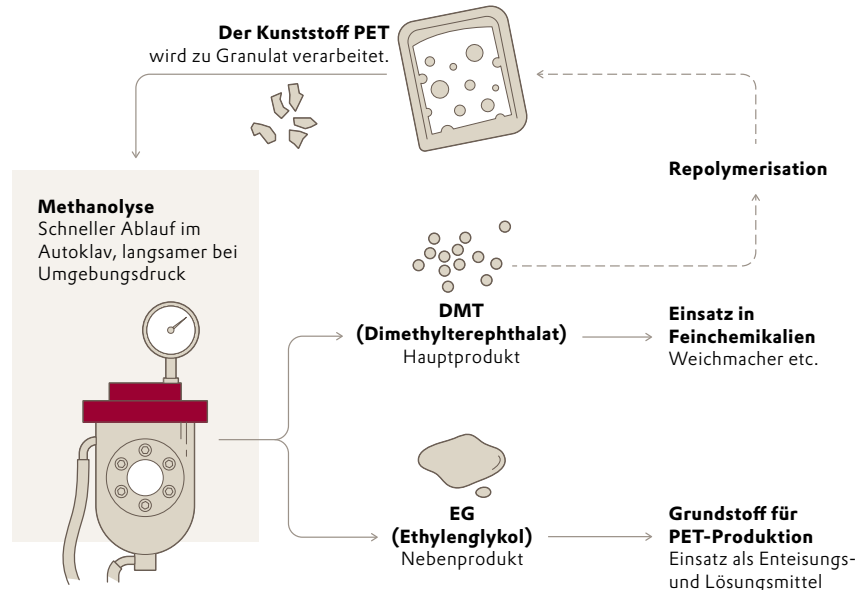 Der Kunststoff PET
wird zu Granulat verarbeitet.
Repolymerisation
Methanolyse
Schneller Ablauf im
Autoklav, langsamer bei
Umgebungsdruck
DMT
(Dimethylterephthalat)
Hauptprodukt
Einsatz in
Feinchemikalien
Weichmacher etc.
EG
(Ethylenglykol)
Nebenprodukt
Grundstoff für
PET-Produktion
Einsatz als Enteisungs-
und Lösungsmittel